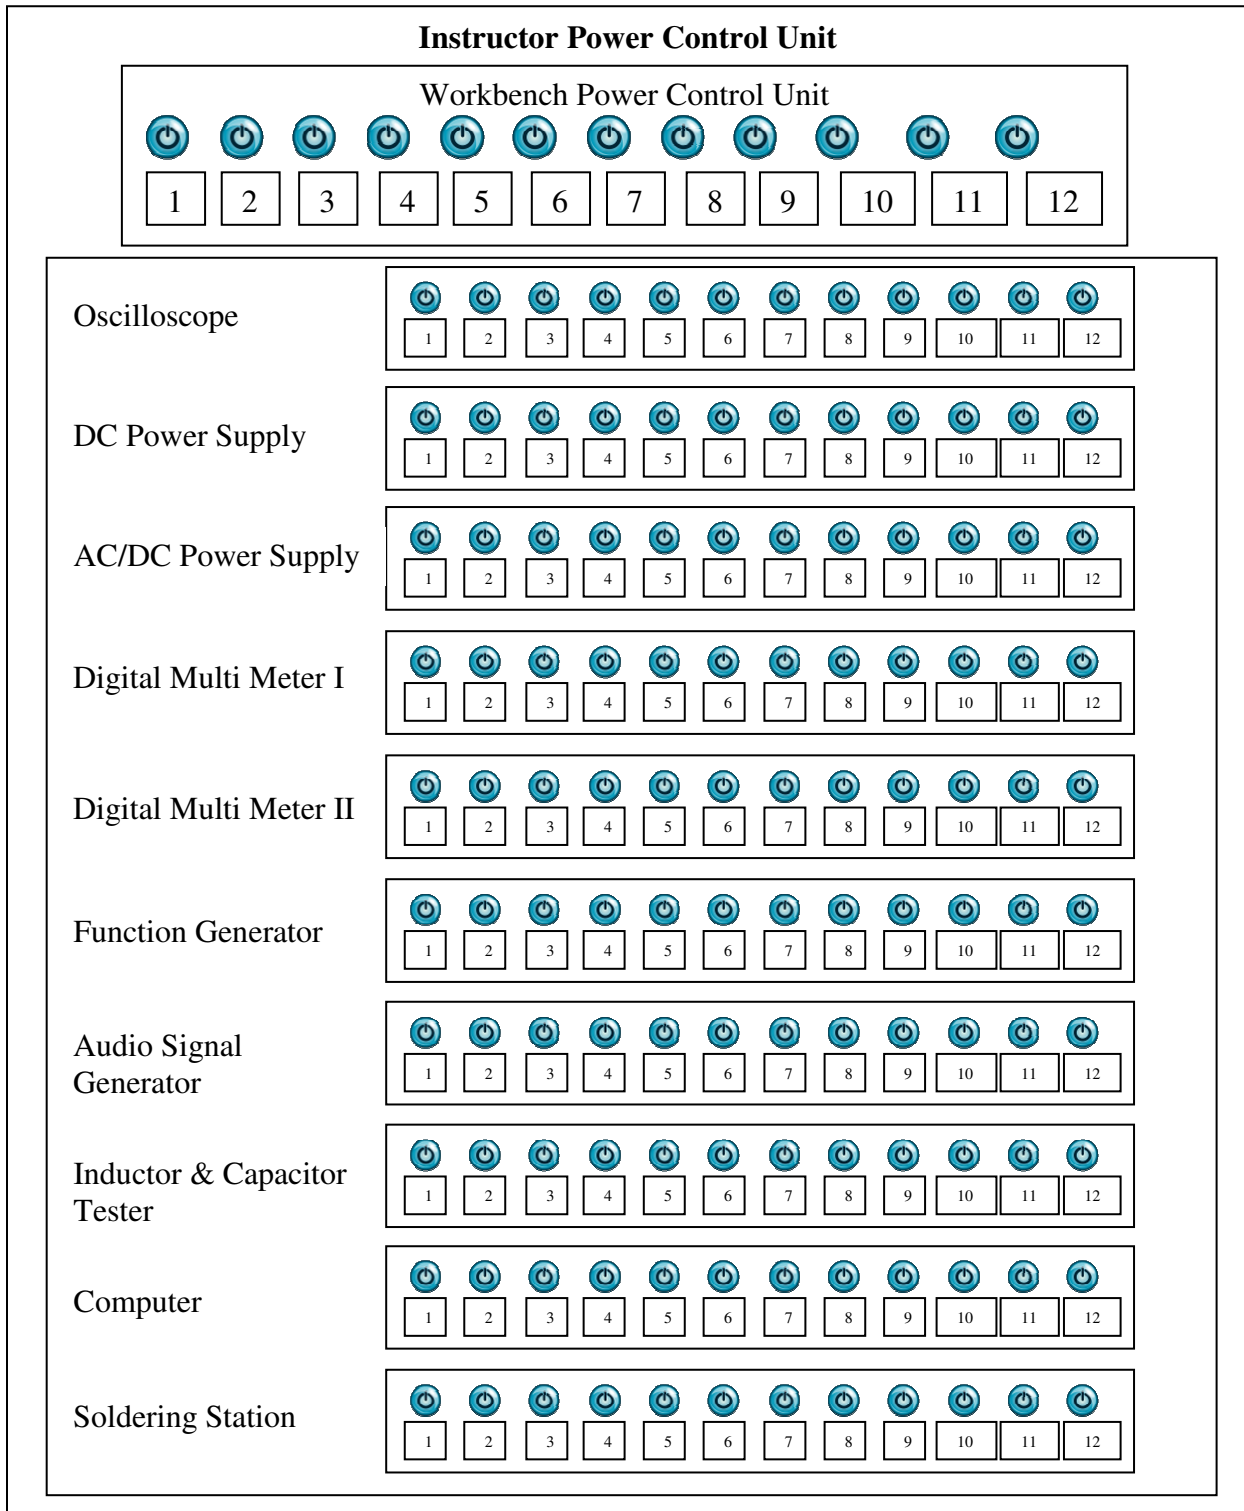 Instructor Power Control Unit
Workbench Power Control Unit
1 2 3 4 5 6 7 8 9 10 11 12
Oscilloscope
1 2 3 4 5 6 7 8 9 10 11 12
DC Power Supply
1 2 3 4 5 6 7 8 9 10 11 12
AC/DC Power Supply
1 2 3 4 5 6 7 8 9 10 11 12
Digital Multi Meter I
1 2 3 4 5 6 7 8 9 10 11 12
Digital Multi Meter II
1 2 3 4 5 6 7 8 9 10 11 12
Function Generator
1 2 3 4 5 6 7 8 9 10 11 12
Audio Signal
Generator
1 2 3 4 5 6 7 8 9 10 11 12
Inductor & Capacitor
Tester
1 2 3 4 5 6 7 8 9 10 11 12
Computer
1 2 3 4 5 6 7 8 9 10 11 12
Soldering Station
1 2 3 4 5 6 7 8 9 10 11 12